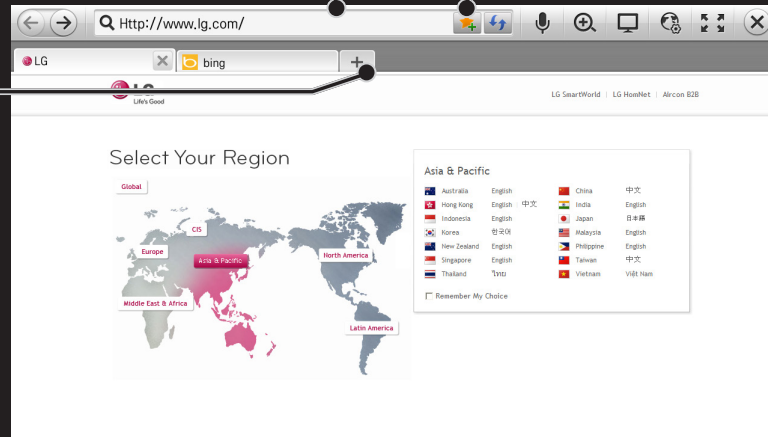 Http://www.lg.com/
LG
bing
LG
Life's Good
LG SmartWorld | LG HomNet | Aircon B2B
Select Your Region
Global
CIS
Europe
Asia & Pacific
North America
Middle East & Africa
Latin America
Asia & Pacific
Australia English
China 中文
Hong Kong English | 中文
India English
Indonesia English
Japan 日本語
Korea 한국어
Malaysia English
New Zealand English
Philippine English
Singapore English
Taiwan 中文
Thailand ไทย
Vietnam Việt Nam
Remember My Choice